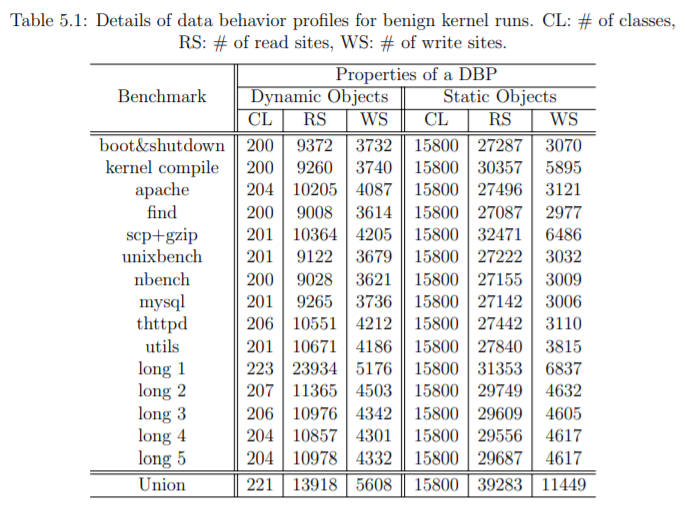 Table 5.1: Details of data behavior profiles for benign kernel runs. CL: # of classes,
RS: # of read sites, WS: # of write sites.
Properties of a DBP
Benchmark Dynamic Objects Static Objects
CL RS WS CL RS WS
boot&shutdown 200 9372 3732 15800 27287 3070
kernel compile 200 9260 3740 15800 30357 5895
apache 204 10205 4087 15800 27496 3121
find 200 9008 3614 15800 27087 2977
scp+gzip 201 10364 4205 15800 32471 6486
unixbench 201 9122 3679 15800 27222 3032
nbench 200 9028 3621 15800 27155 3009
mysql 201 9265 3736 15800 27142 3006
thttpd 206 10551 4212 15800 27442 3110
utils 201 10671 4186 15800 27840 3815
long 1 223 23934 5176 15800 31353 6837
long 2 207 11365 4503 15800 29749 4632
long 3 206 10976 4342 15800 29609 4605
long 4 204 10857 4301 15800 29556 4617
long 5 204 10978 4332 15800 29687 4617
Union 221 13918 5608 15800 39283 11449